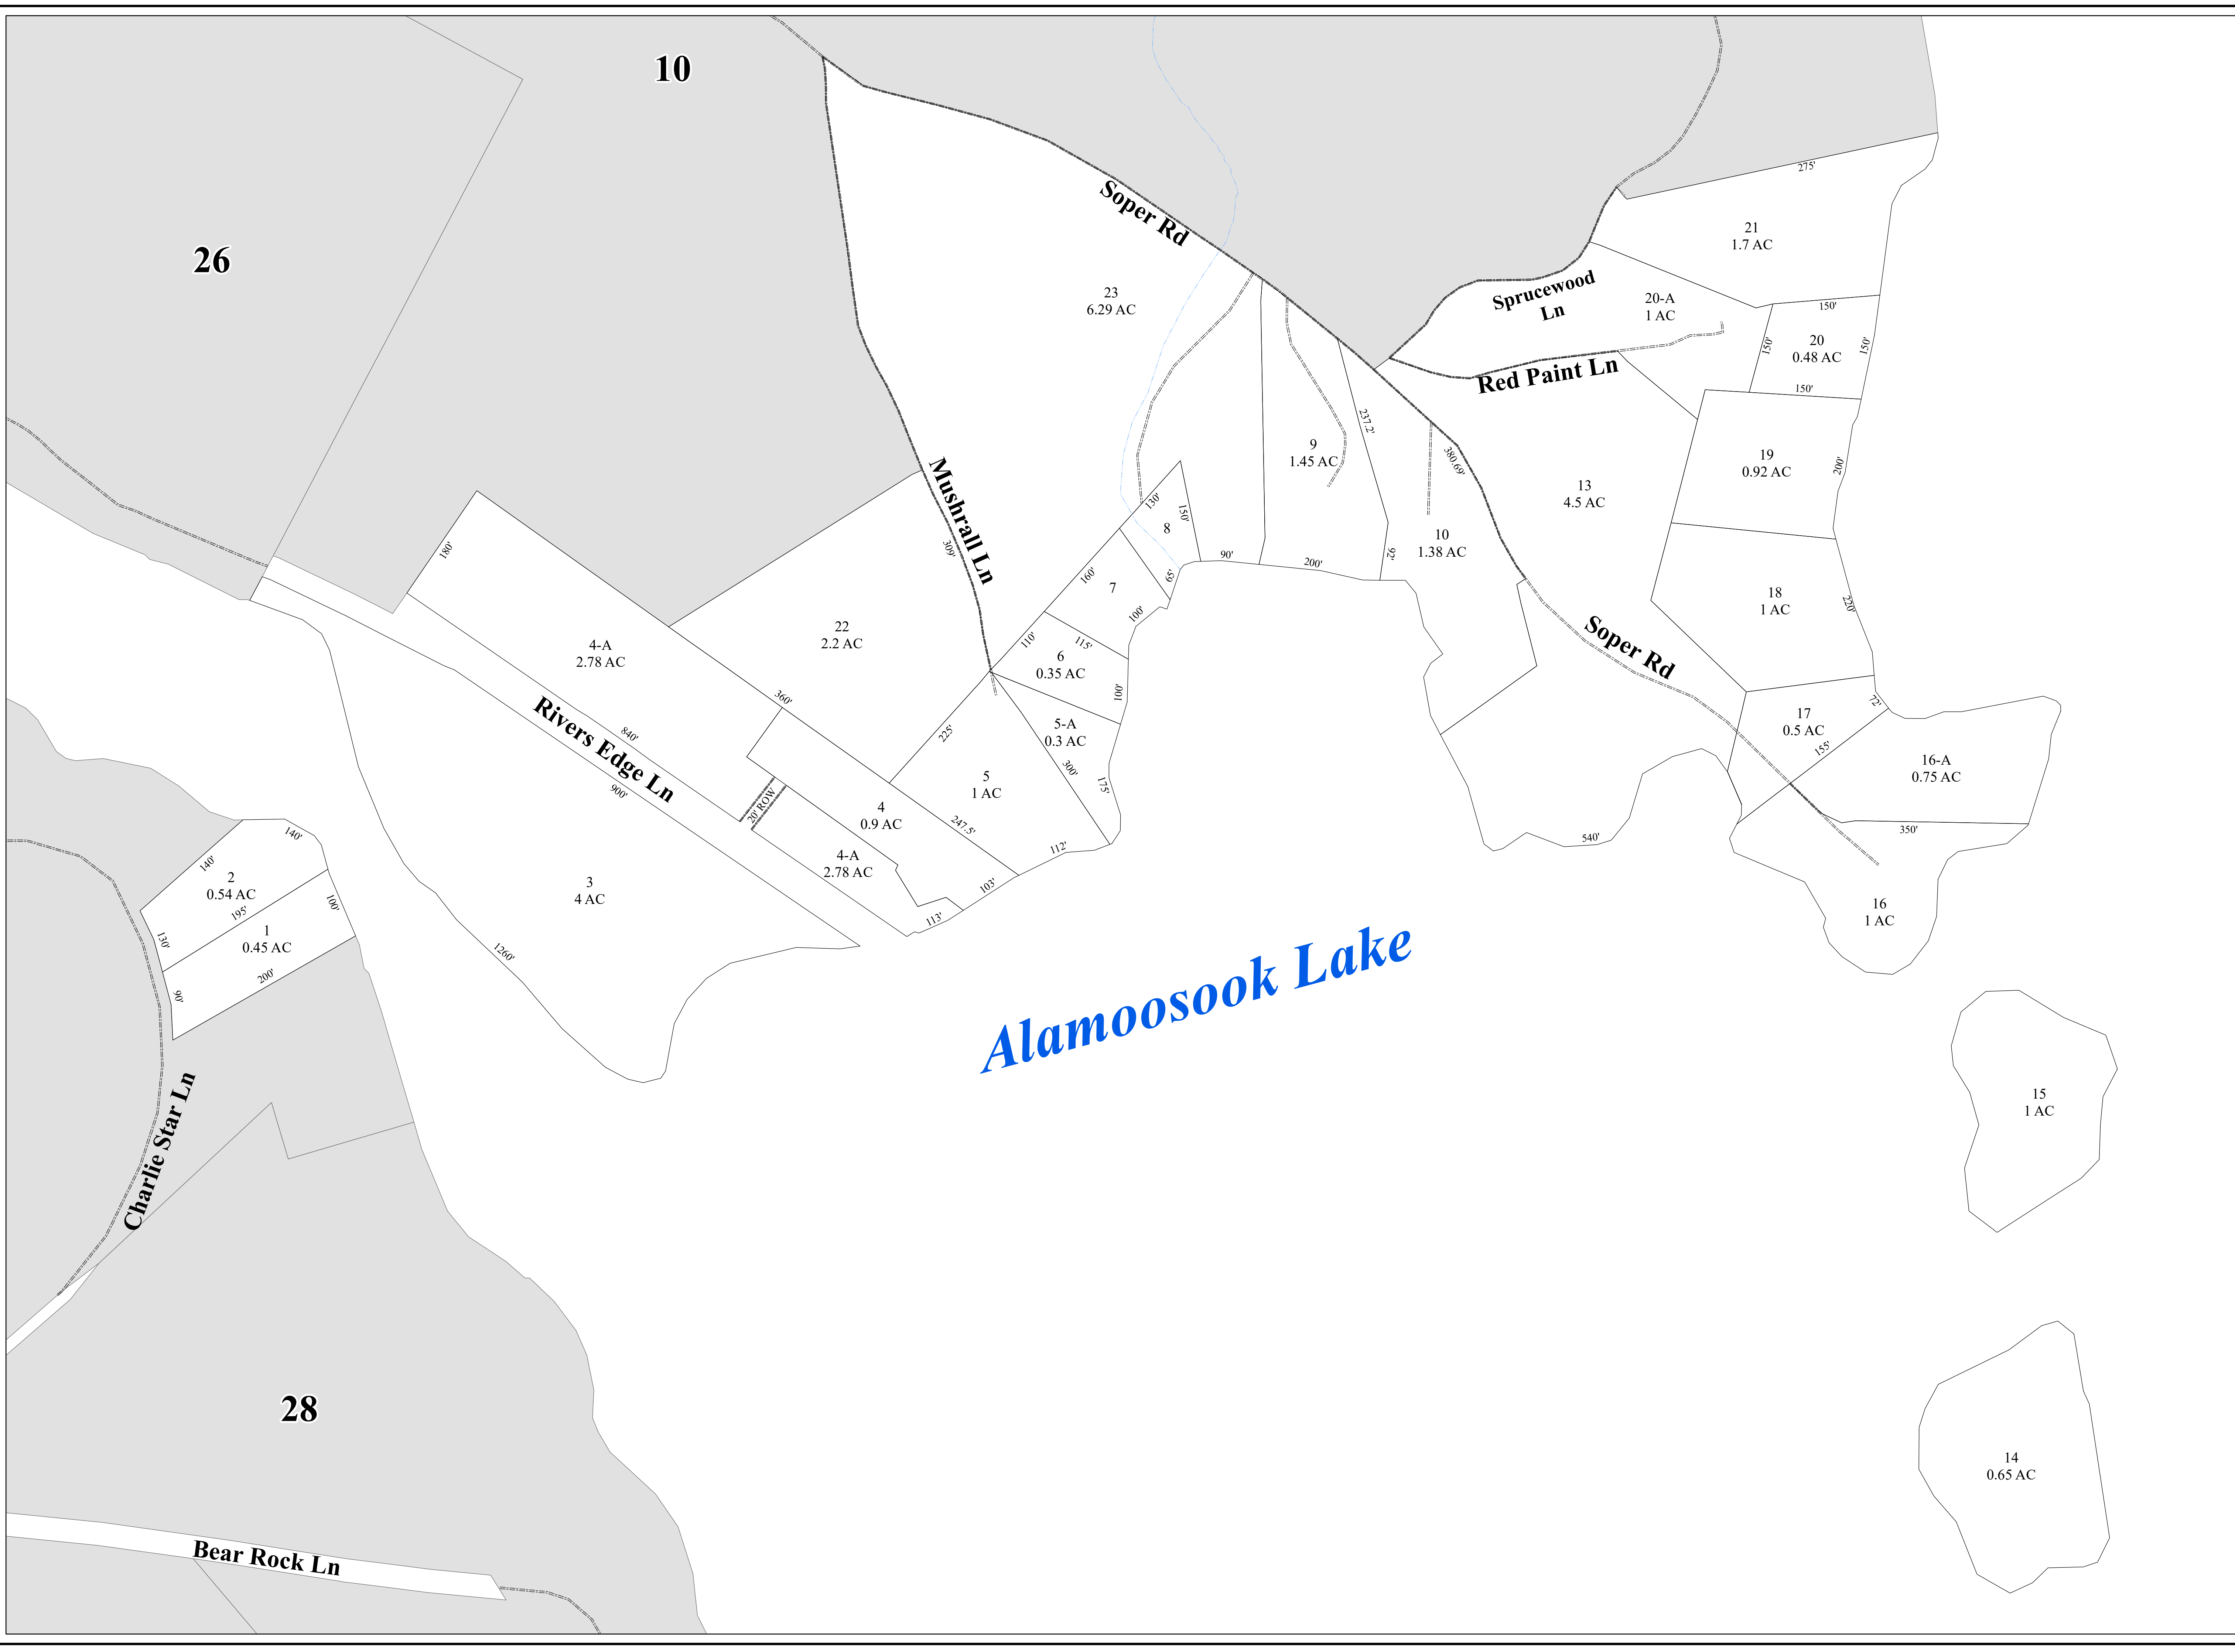 10
26
28
Soper Rd
Mushrall Ln
Sprucewood
Ln
Red Paint Ln
Soper Rd
Rivers Edge Ln
Charlie Star Ln
Bear Rock Ln
Alamoosook Lake
275'
21
1.7 AC
20-A
1 AC
150'
150'
20
0.48 AC
150'
150'
23
6.29 AC
9
1.45 AC
237.2'
380.69'
19
0.92 AC
200'
13
4.5 AC
10
1.38 AC
92'
130'
150'
8
90'
200'
65'
160'
7
100'
309'
180'
18
1 AC
220'
110'
115'
6
0.35 AC
100'
22
2.2 AC
4-A
2.78 AC
360'
225'
5-A
0.3 AC
300'
175'
17
0.5 AC
72'
155'
16-A
0.75 AC
350'
540'
840'
900'
5
1 AC
20' ROW
4
0.9 AC
247.5'
112'
4-A
2.78 AC
103'
113'
140'
140'
2
0.54 AC
195'
130'
100'
1
0.45 AC
90'
200'
3
4 AC
1260'
16
1 AC
15
1 AC
14
0.65 AC